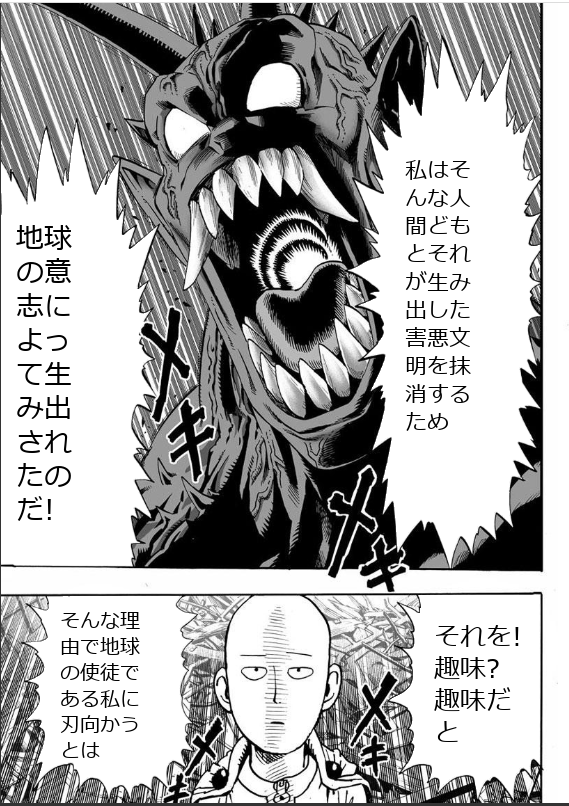 私はそ
んな人
間ども
とそれ
が生み
出した
害悪文
明を抹
消する
ため
メキ
メキ
地球
の意
志に
よっ
て生
み出
され
たの
だ!
それを!
趣味?
趣味だ
と
メキ
メキ
そんな理
由で地球
の使徒で
ある私に
刃向かう
とは